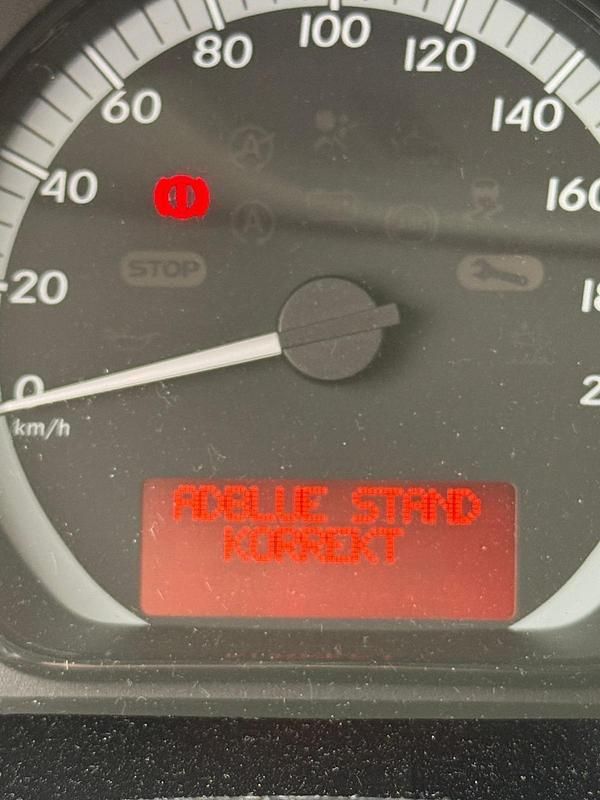 80 100 120
60 140
40 160
STOP
20
0
km/h
ADBLUE STAND
KORREKT